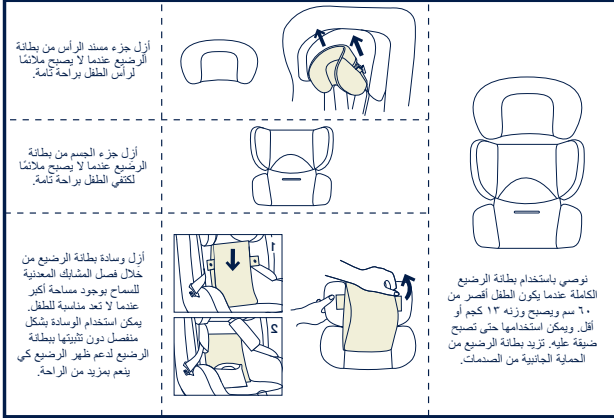 نوصي باستخدام بطانة الرضيع
الكاملة عندما يكون الطفل أقصر من
٦٠ سم ويصبح وزنه ١٣ كجم أو
أقل. ويمكن استخدامها حتى تصبح
ضيقة عليه. تزيد بطانة الرضيع من
الحماية الجانبية من الصدمات.
أزل جزء مسند الرأس من بطانة
الرضيع عندما لا يصبح ملائمًا
لرأس الطفل براحة تامة.
أزل جزء الجسم من بطانة
الرضيع عندما لا يصبح ملائمًا
لكتفي الطفل براحة تامة.
1
2
أزل وسادة بطانة الرضيع من
خلال فصل المشابك المعدنية
للسماح بوجود مساحة أكبر
عندما لا تعد مناسبة للطفل.
يمكن استخدام الوسادة بشكل
منفصل دون تثبيتها ببطانة
الرضيع لدعم ظهر الرضيع كي
ينعم بمزيد من الراحة.